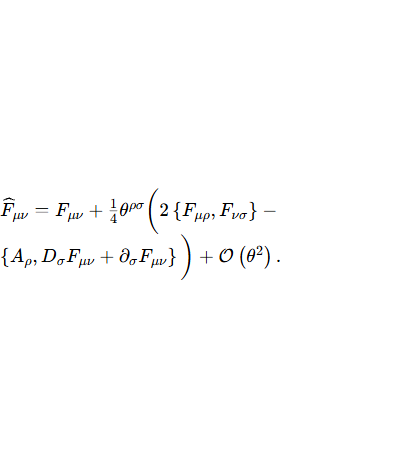 $\widehat{F}_{\mu\nu} = F_{\mu\nu} + \frac{1}{4}\theta^{\rho\sigma}\Big(2\left\{F_{\mu\rho}, F_{\nu\sigma}\right\} -$
$\left\{A_{\rho}, D_{\sigma}F_{\mu\nu} + \partial_{\sigma}F_{\mu\nu}\right\}\Big) + \mathcal{O}\left(\theta^{2}\right).$